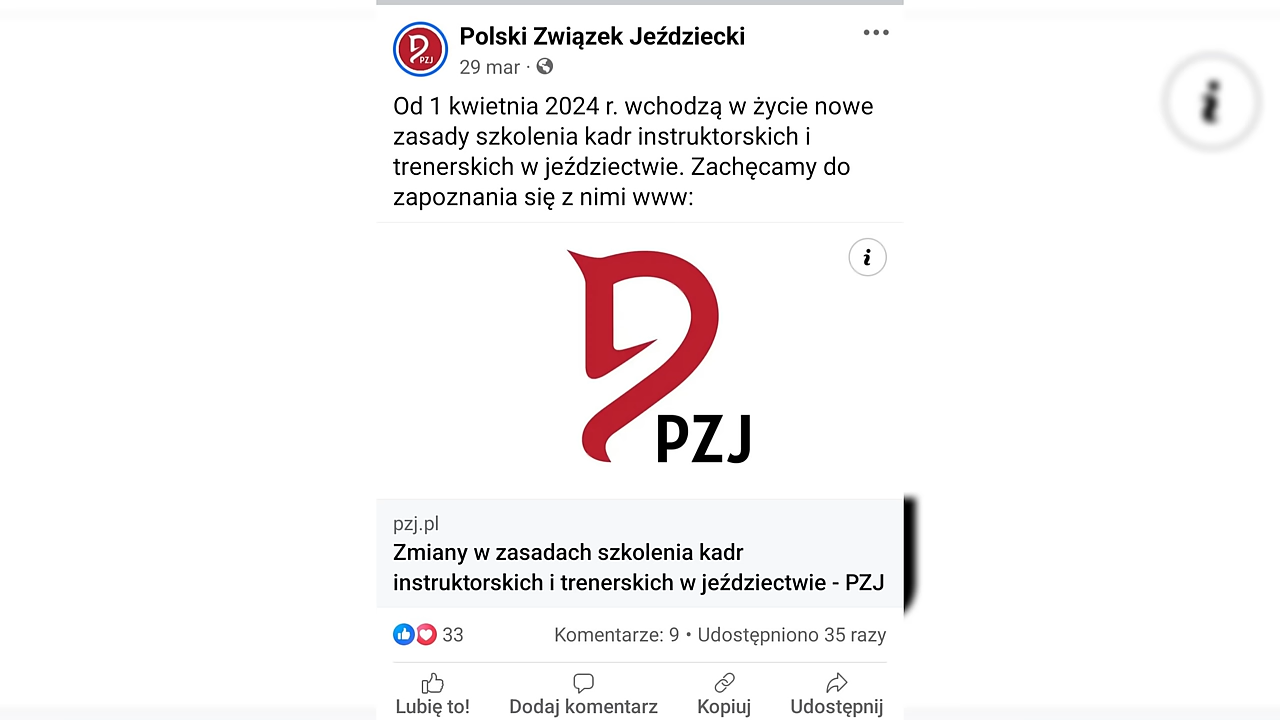 Polski Związek Jeździecki
29 mar ·
Od 1 kwietnia 2024 r. wchodzą w życie nowe
zasady szkolenia kadr instruktorskich i
trenerskich w jeździectwie. Zachęcamy do
zapoznania się z nimi www:
i
i
PZJ
PZJ
pzj.pl
Zmiany w zasadach szkolenia kadr
instruktorskich i trenerskich w jeździectwie - PZJ
33 Komentarze: 9 • Udostępniono 35 razy
Lubię to! Dodaj komentarz Kopiuj Udostępnij